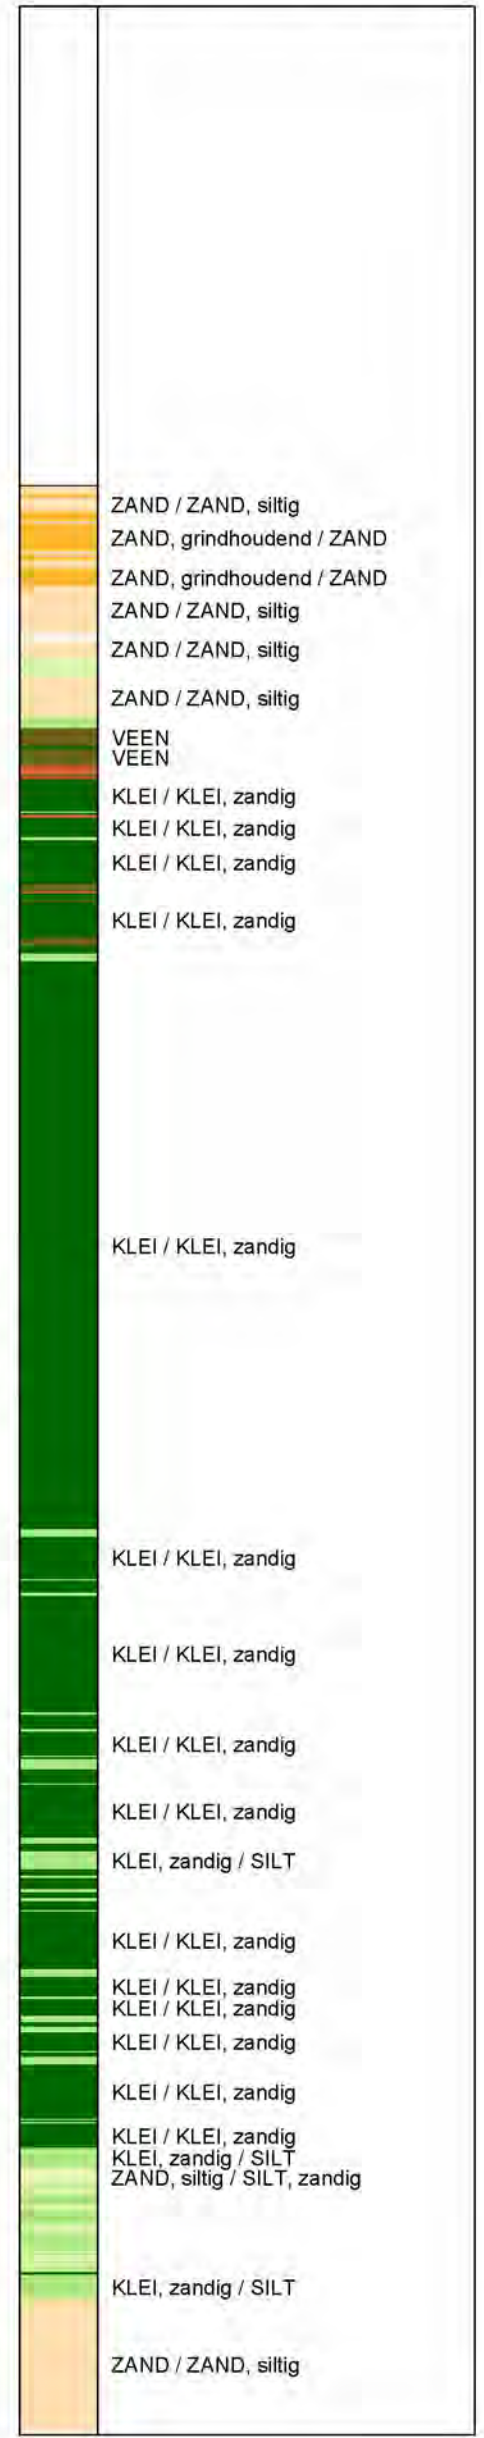 ZAND / ZAND, siltig
ZAND, grindhoudend / ZAND
ZAND, grindhoudend / ZAND
ZAND / ZAND, siltig
ZAND / ZAND, siltig
ZAND / ZAND, siltig
VEEN
VEEN
KLEI / KLEI, zandig
KLEI / KLEI, zandig
KLEI / KLEI, zandig
KLEI / KLEI, zandig
KLEI / KLEI, zandig
KLEI / KLEI, zandig
KLEI / KLEI, zandig
KLEI / KLEI, zandig
KLEI / KLEI, zandig
KLEI, zandig / SILT
KLEI / KLEI, zandig
KLEI / KLEI, zandig
KLEI / KLEI, zandig
KLEI / KLEI, zandig
KLEI / KLEI, zandig
KLEI / KLEI, zandig
KLEI, zandig / SILT
ZAND, siltig / SILT, zandig
KLEI, zandig / SILT
ZAND / ZAND, siltig